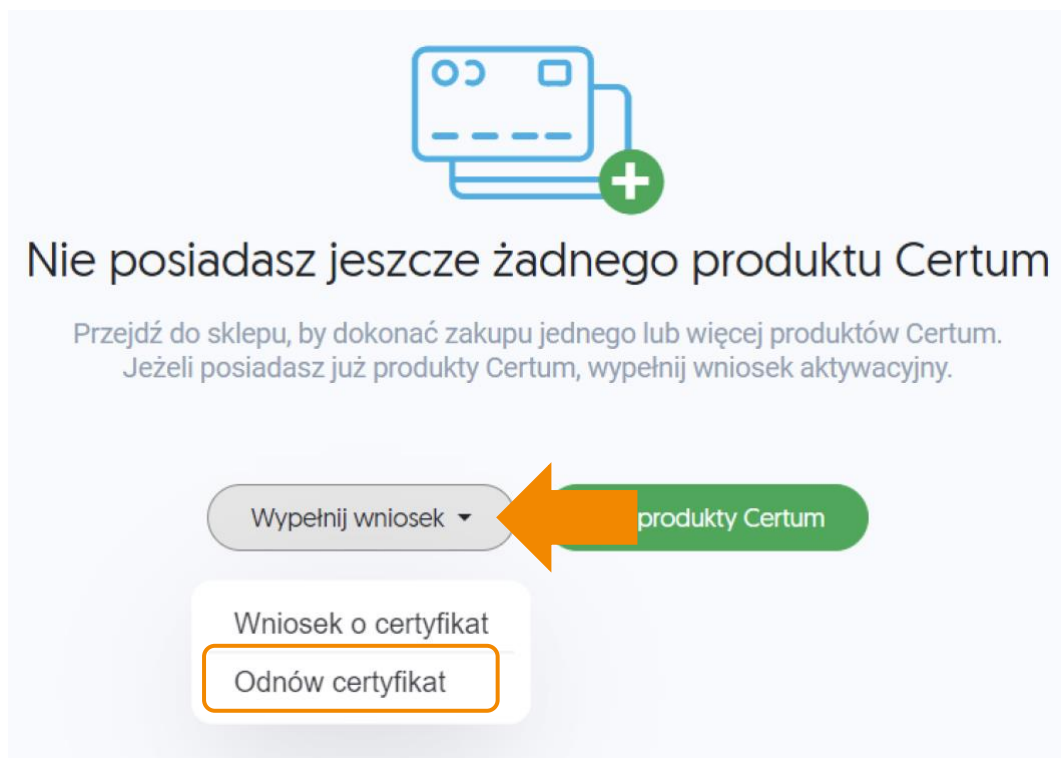 Nie posiadasz jeszcze żadnego produktu Certum
Przejdź do sklepu, by dokonać zakupu jednego lub więcej produktów Certum.
Jeżeli posiadasz już produkty Certum, wypełnij wniosek aktywacyjny.
Wypełnij wniosek
produkty Certum
Wniosek o certyfikat
Odnów certyfikat